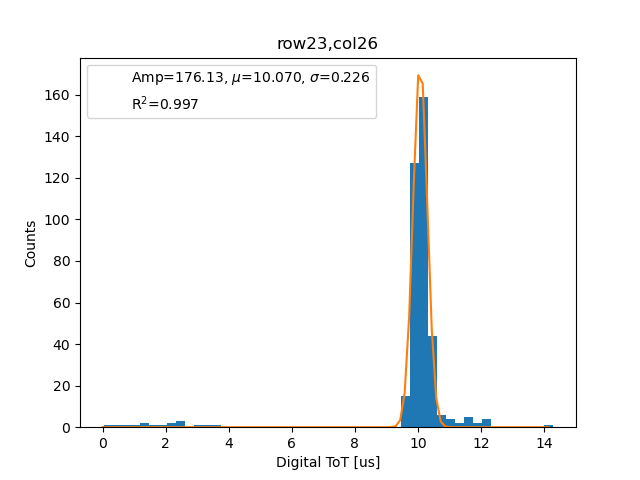 row23,col26
Amp=176.13, μ=10.070, σ=0.226
R²=0.997
160
140
120
100
80
60
40
20
0
Counts
0 2 4 6 8 10 12 14
Digital ToT [us]